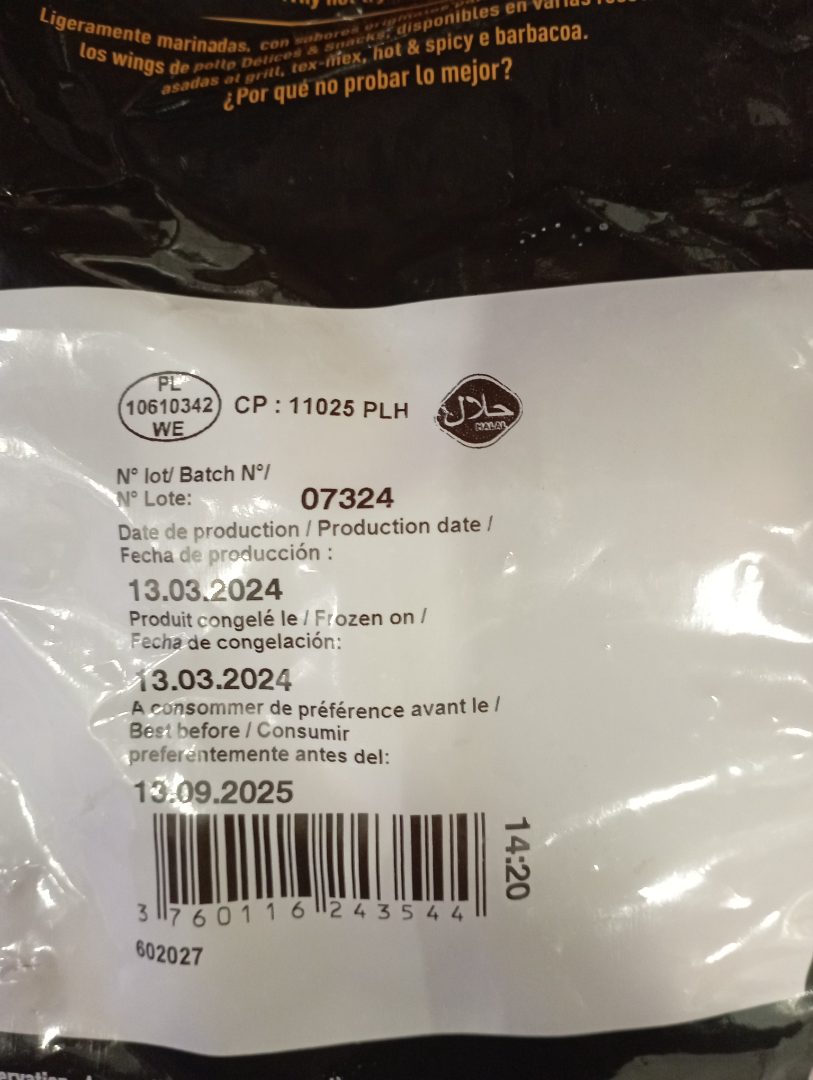 Ligeramente marinadas, con sabores originales disponibles en varias
los wings de pollo Délices & Snacks: hot & spicy e barbacoa.
asadas al grill, tex-mex,
¿Por qué no probar lo mejor?
PL
10610342
WE
CP : 11025 PLH
حلال
HALAL
N° lot/ Batch N°/
N° Lote:
07324
Date de production / Production date /
Fecha de producción :
13.03.2024
Produit congelé le / Frozen on /
Fecha de congelación:
13.03.2024
A consommer de préférence avant le /
Best before / Consumir
preferentemente antes del:
13.09.2025
14:20
3 760116 243544
602027